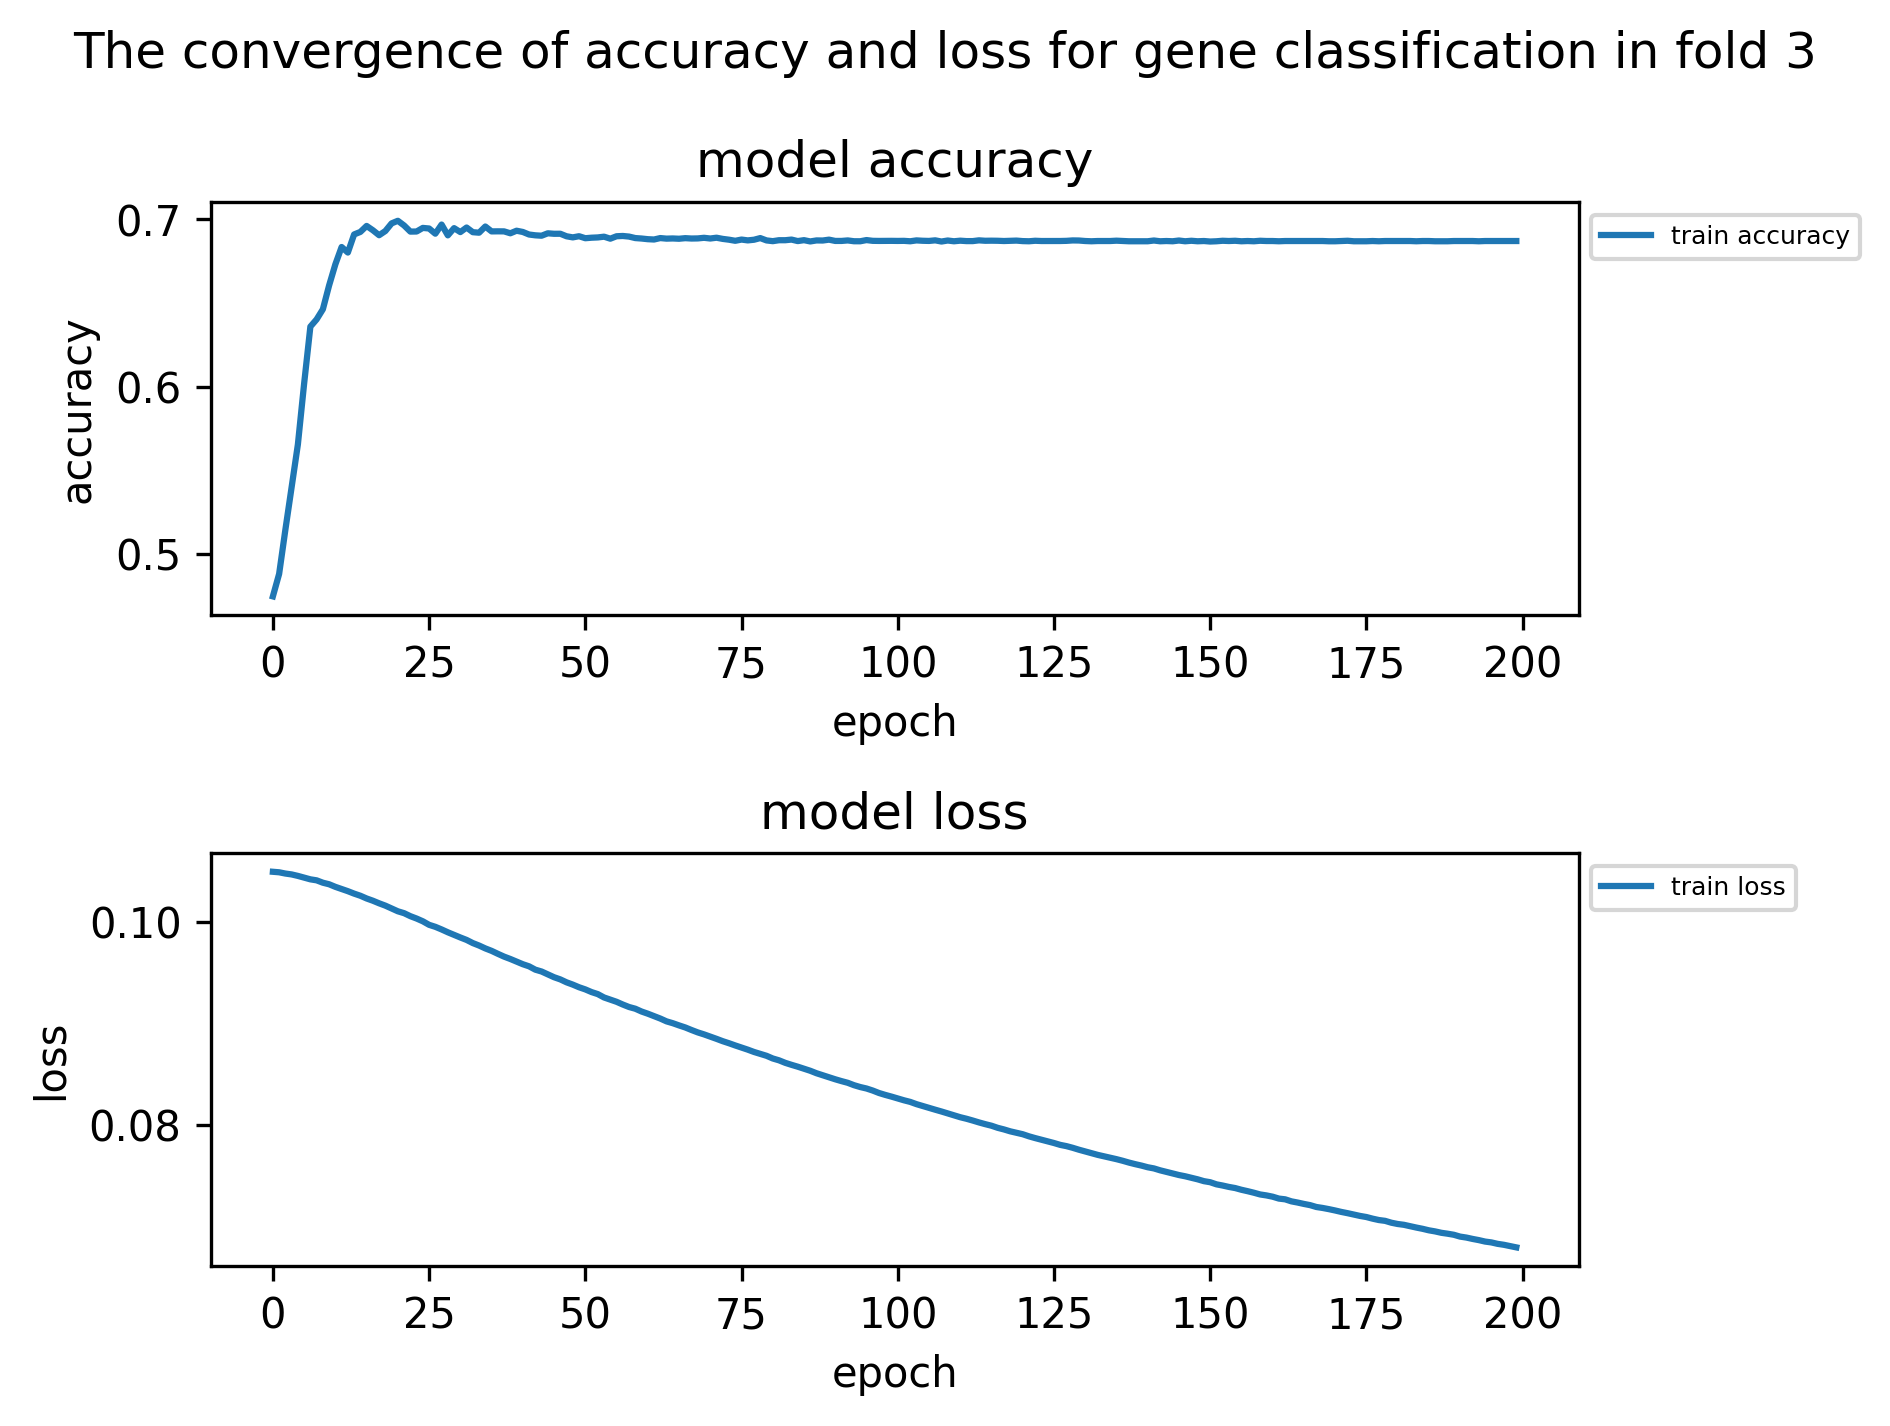 The convergence of accuracy and loss for gene classification in fold 3
model accuracy
0.7
0.6
0.5
accuracy
train accuracy
0 25 50 75 100 125 150 175 200
epoch
model loss
0.10
0.08
loss
train loss
0 25 50 75 100 125 150 175 200
epoch